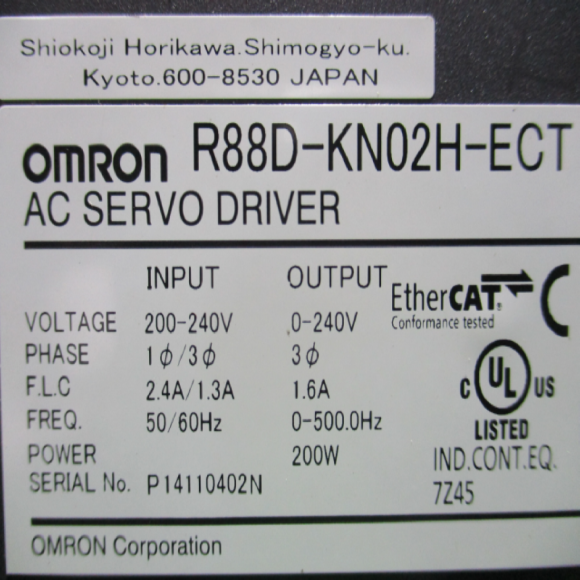 Shiokoji Horikawa.Shimogyo-ku.
Kyoto.600-8530 JAPAN
OMRON R88D-KN02H-ECT
AC SERVO DRIVER
INPUT OUTPUT
VOLTAGE 200-240V 0-240V
PHASE 1ϕ/3ϕ 3ϕ
F.L.C 2.4A/1.3A 1.6A
FREQ. 50/60Hz 0-500.0Hz
POWER 200W
SERIAL No. P14110402N
EtherCAT®
Conformance tested
C UL US
LISTED
IND.CONT.EQ.
7Z45
OMRON Corporation